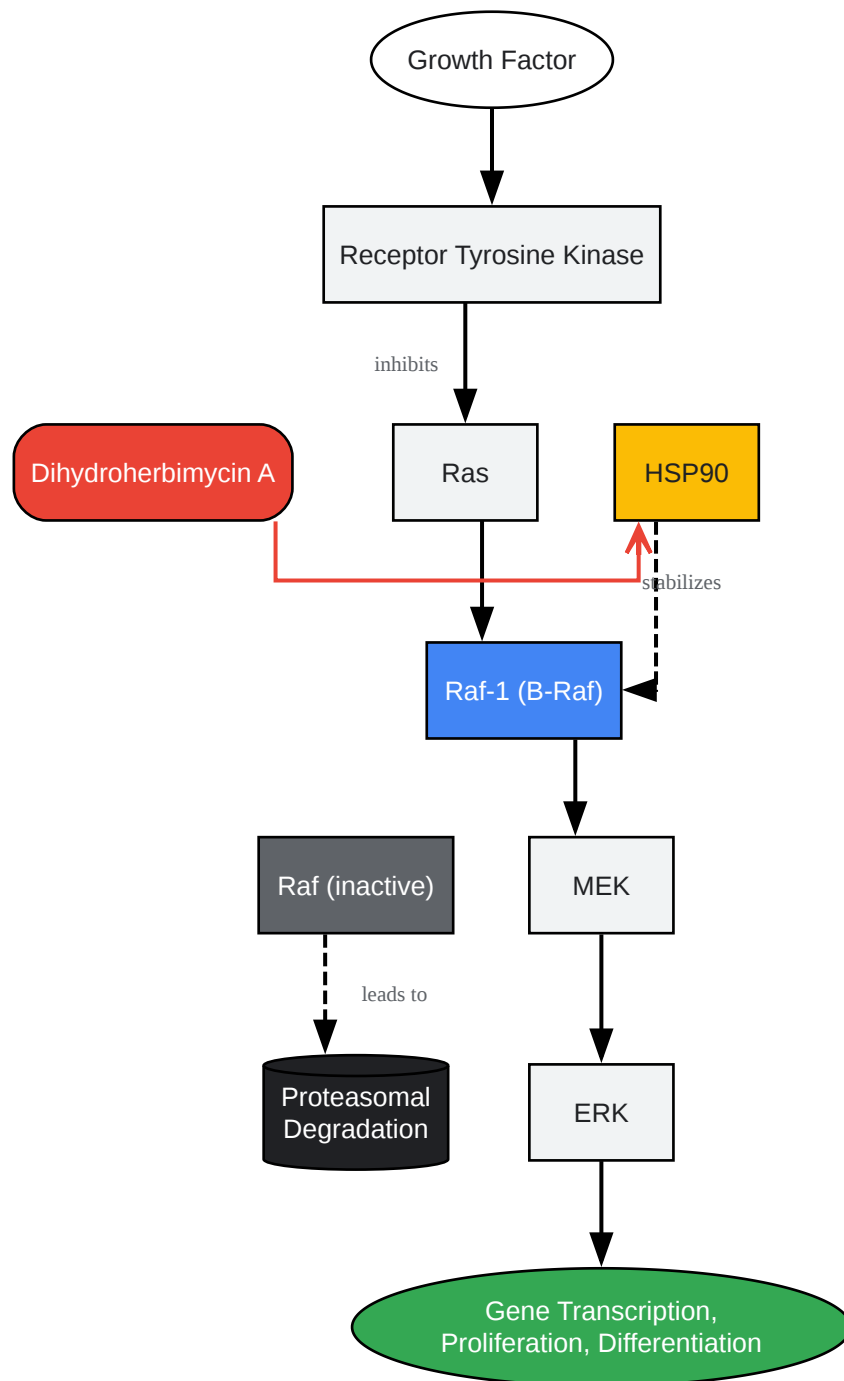 Growth Factor
Receptor Tyrosine Kinase
inhibits
Dihydroherbimycin A
Ras
HSP90
stabilizes
Raf-1 (B-Raf)
Raf (inactive)
MEK
leads to
Proteasomal
Degradation
ERK
Gene Transcription,
Proliferation, Differentiation